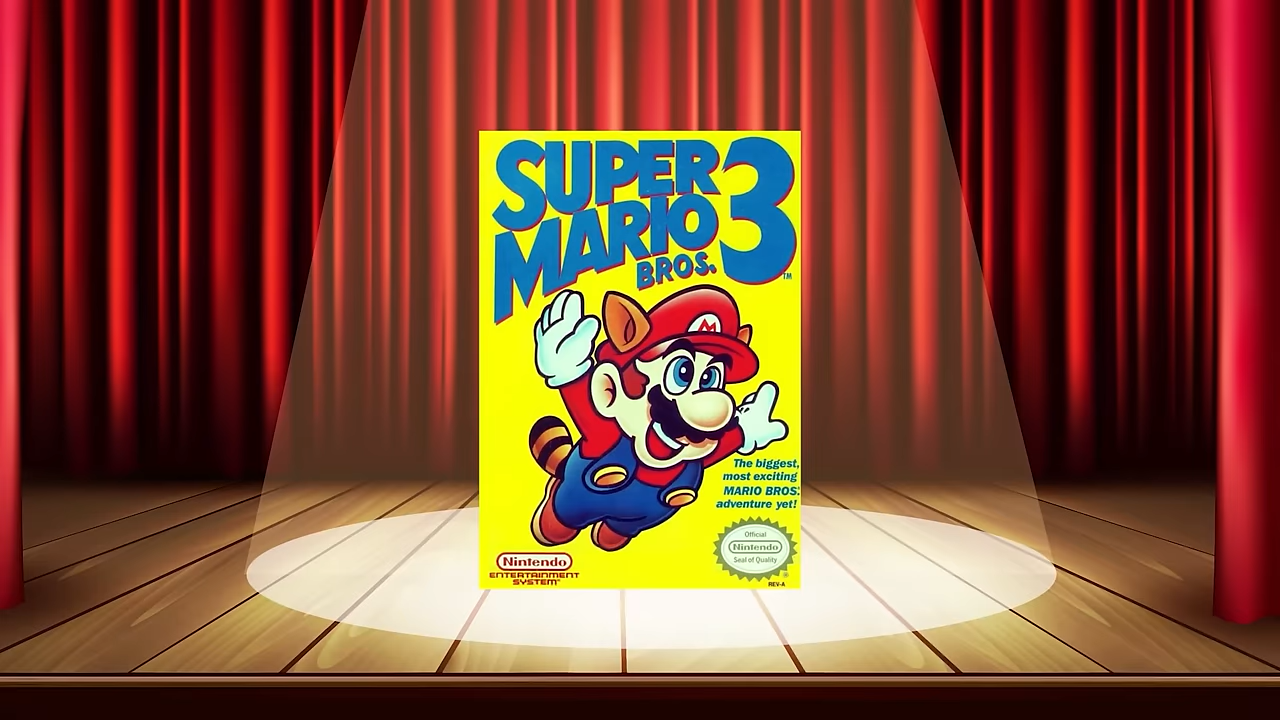 SUPER
MARIO
BROS.
3
TM
The biggest,
most exciting
MARIO BROS.
adventure yet!
Official
Nintendo
Seal of Quality
®
REV-A
Nintendo
ENTERTAINMENT
SYSTEM
M